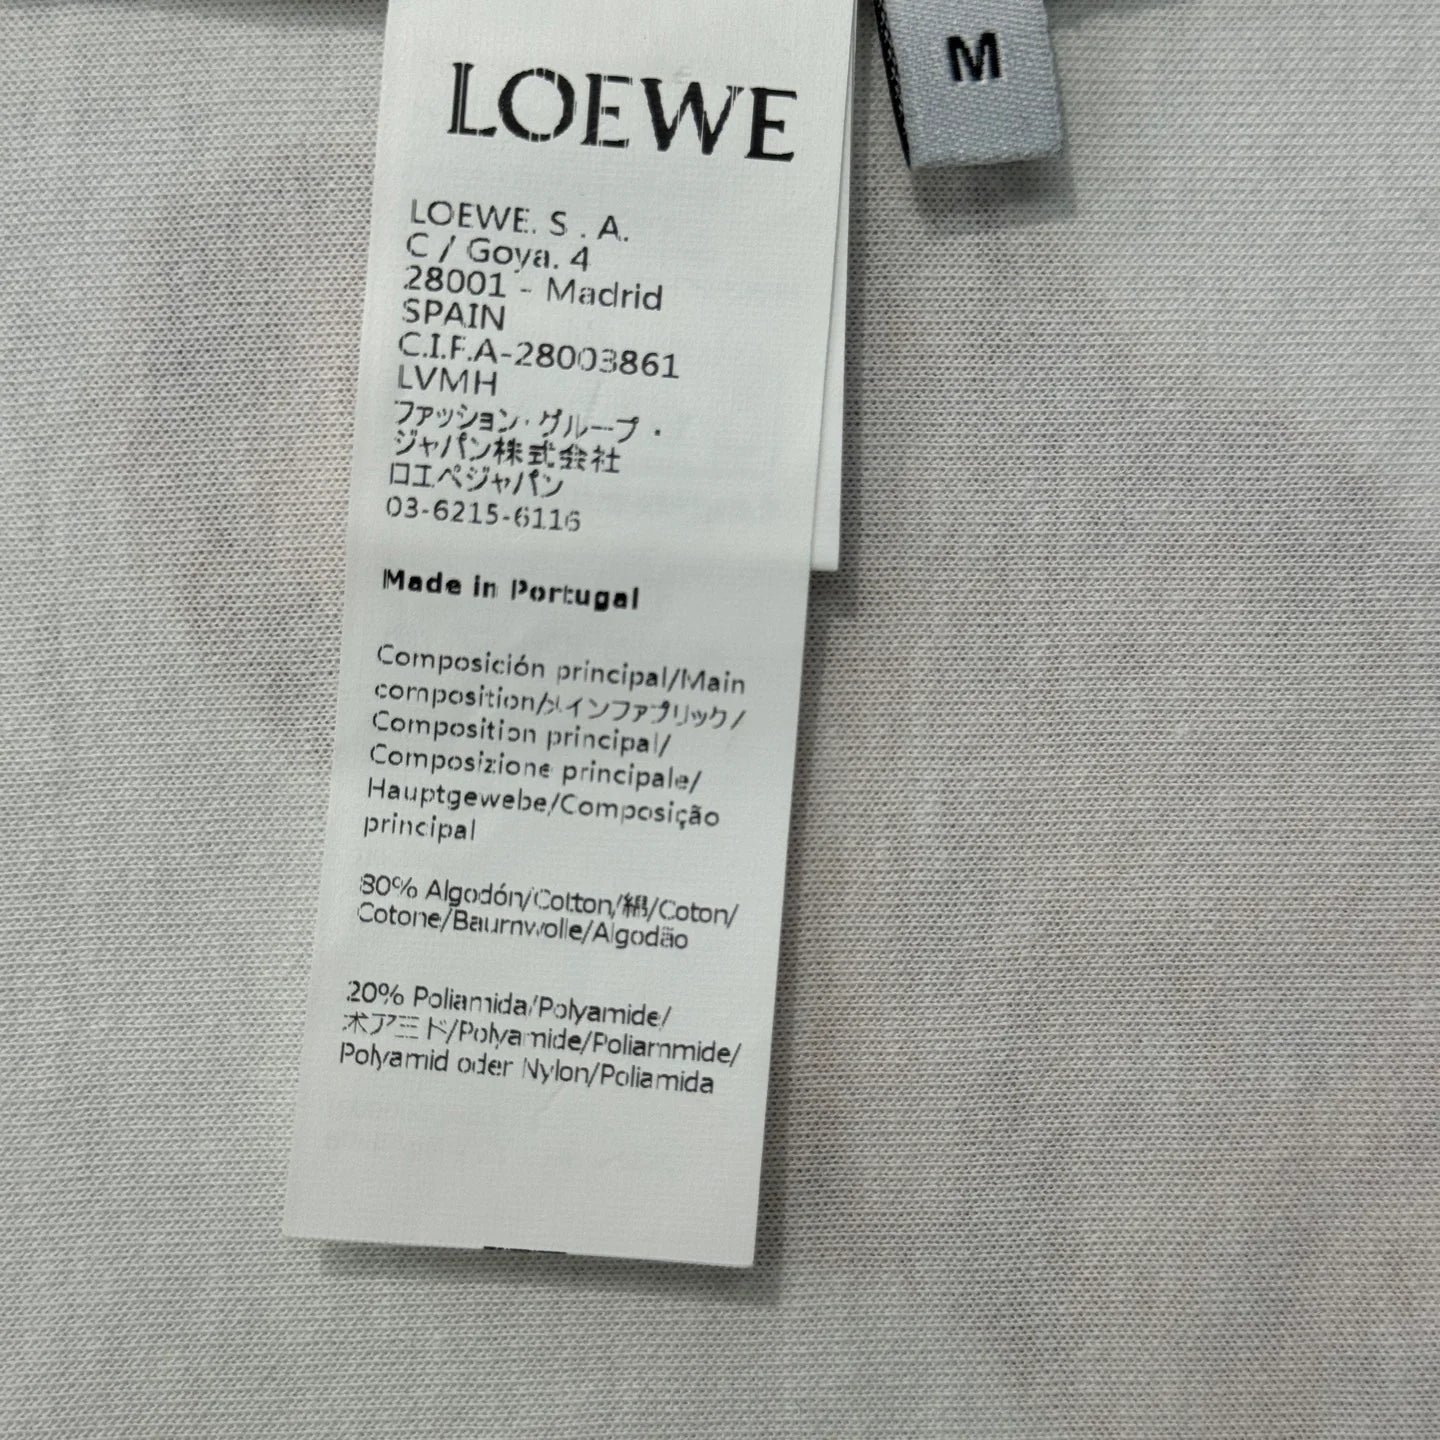 LOEWE
M
LOEWE. S . A.
C / Goya. 4
28001 - Madrid
SPAIN
C.I.F.A-28003861
LVMH
ファッション・グループ・
ジャパン株式会社
ロエペジャパン
03-6215-6116
Made in Portugal
Composición principal/Main
composition/メインファブリック/
Composition principal/
Composizione principale/
Hauptgewebe/Composição
principal
80% Algodón/Cotton/綿/Coton/
Cotone/Baumwolle/Algodão
20% Poliamida/Polyamide/
ホアミド/Polyamide/Poliammide/
Polyamid oder Nylon/Poliamida